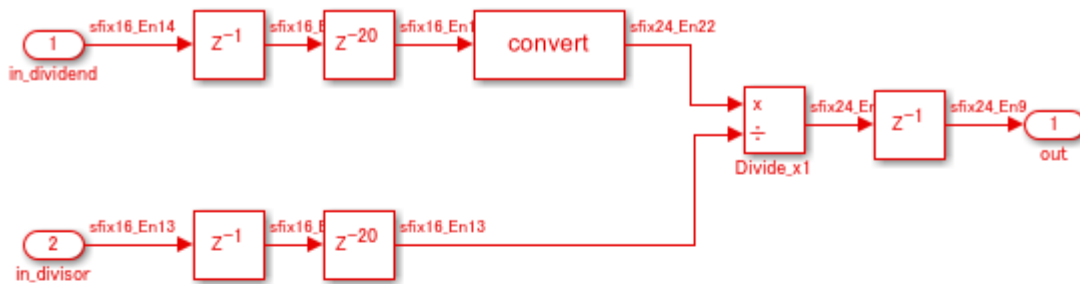 sfix16_En14
sfix16_E
sfix16_En1
sfix24_En22
1
Z⁻¹
Z⁻²⁰
convert
in_dividend
x
÷
Divide_x1
sfix24_En
Z⁻¹
sfix24_En9
1
out
sfix16_En13
sfix16_E
sfix16_En13
2
Z⁻¹
Z⁻²⁰
in_divisor